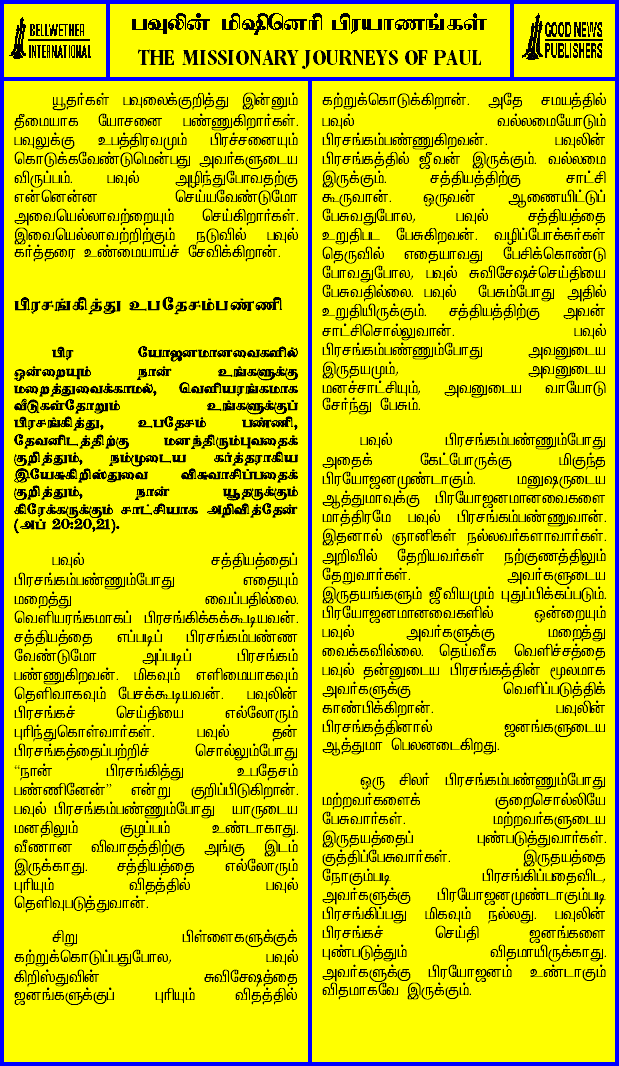 BELLWETHER
INTERNATIONAL
பவுலின் மிஷினெரி பிரயாணங்கள்
THE MISSIONARY JOURNEYS OF PAUL
GOOD NEWS
PUBLISHERS
யூதர்கள் பவுலைக்குறித்து இன்னும்
தீமையாக யோசனை பண்ணுகிறார்கள்.
பவுலுக்கு உபத்திரவமும் பிரச்சனையும்
கொடுக்கவேண்டுமென்பது அவர்களுடைய
விருப்பம். பவுல் அழிந்துபோவதற்கு
என்னென்ன செய்யவேண்டுமோ
அவையெல்லாவற்றையும் செய்கிறார்கள்.
இவையெல்லாவற்றிற்கும் நடுவில் பவுல்
கர்த்தரை உண்மையாய்ச் சேவிக்கிறான்.
பிரசங்கித்து உபதேசம்பண்ணி
பிர யோஜனமானவைகளில்
ஒன்றையும் நான் உங்களுக்கு
மறைத்துவைக்காமல், வெளியரங்கமாக
வீடுகள்தோறும் உங்களுக்குப்
பிரசங்கித்து, உபதேசம் பண்ணி,
தேவனிடத்திற்கு மனந்திரும்புவதைக்
குறித்தும், நம்முடைய கர்த்தராகிய
இயேசுகிறிஸ்துவை விசுவாசிப்பதைக்
குறித்தும், நான் யூதருக்கும்
கிரேக்கருக்கும் சாட்சியாக அறிவித்தேன்
(அப் 20:20,21).
பவுல் சத்தியத்தைப்
பிரசங்கம்பண்ணும்போது எதையும்
மறைத்து வைப்பதில்லை.
வெளியரங்கமாகப் பிரசங்கிக்கக்கூடியவன்.
சத்தியத்தை எப்படிப் பிரசங்கம்பண்ண
வேண்டுமோ அப்படிப் பிரசங்கம்
பண்ணுகிறவன். மிகவும் எளிமையாகவும்
தெளிவாகவும் பேசக்கூடியவன். பவுலின்
பிரசங்கச் செய்தியை எல்லோரும்
புரிந்துகொள்வார்கள். பவுல் தன்
பிரசங்கத்தைப்பற்றிச் சொல்லும்போது
“நான் பிரசங்கித்து உபதேசம்
பண்ணினேன்” என்று குறிப்பிடுகிறான்.
பவுல் பிரசங்கம்பண்ணும்போது யாருடைய
மனதிலும் குழப்பம் உண்டாகாது.
வீணான விவாதத்திற்கு அங்கு இடம்
இருக்காது. சத்தியத்தை எல்லோரும்
புரியும் விதத்தில் பவுல்
தெளிவுபடுத்துவான்.
சிறு பிள்ளைகளுக்குக்
கற்றுக்கொடுப்பதுபோல, பவுல்
கிறிஸ்துவின் சுவிசேஷத்தை
ஜனங்களுக்குப் புரியும் விதத்தில்
கற்றுக்கொடுக்கிறான். அதே சமயத்தில்
பவுல் வல்லமையோடும்
பிரசங்கம்பண்ணுகிறவன். பவுலின்
பிரசங்கத்தில் ஜீவன் இருக்கும். வல்லமை
இருக்கும். சத்தியத்திற்கு சாட்சி
கூருவான். ஒருவன் ஆணையிட்டுப்
பேசுவதுபோல, பவுல் சத்தியத்தை
உறுதிபட பேசுகிறவன். வழிப்போக்கர்கள்
தெருவில் எதையாவது பேசிக்கொண்டு
போவதுபோல, பவுல் சுவிசேஷச்செய்தியை
பேசுவதில்லை. பவுல் பேசும்போது அதில்
உறுதியிருக்கும். சத்தியத்திற்கு அவன்
சாட்சிசொல்லுவான். பவுல்
பிரசங்கம்பண்ணும்போது அவனுடைய
இருதயமும், அவனுடைய
மனச்சாட்சியும், அவனுடைய வாயோடு
சேர்ந்து பேசும்.
பவுல் பிரசங்கம்பண்ணும்போது
அதைக் கேட்போருக்கு மிகுந்த
பிரயோஜனமுண்டாகும். மனுஷருடைய
ஆத்துமாவுக்கு பிரயோஜனமானவைகளை
மாத்திரமே பவுல் பிரசங்கம்பண்ணுவான்.
இதனால் ஞானிகள் நல்லவர்களாவார்கள்.
அறிவில் தேறியவர்கள் நற்குணத்திலும்
தேறுவார்கள். அவர்களுடைய
இருதயங்களும் ஜீவியமும் புதுப்பிக்கப்படும்.
பிரயோஜனமானவைகளில் ஒன்றையும்
பவுல் அவர்களுக்கு மறைத்து
வைக்கவில்லை. தெய்வீக வெளிச்சத்தை
பவுல் தன்னுடைய பிரசங்கத்தின் மூலமாக
அவர்களுக்கு வெளிப்படுத்திக்
காண்பிக்கிறான். பவுலின்
பிரசங்கத்தினால் ஜனங்களுடைய
ஆத்துமா பெலனடைகிறது.
ஒரு சிலர் பிரசங்கம்பண்ணும்போது
மற்றவர்களைக் குறைசொல்லியே
பேசுவார்கள். மற்றவர்களுடைய
இருதயத்தைப் புண்படுத்துவார்கள்.
குத்திப்பேசுவார்கள். இருதயத்தை
நோகும்படி பிரசங்கிப்பதைவிட,
அவர்களுக்கு பிரயோஜனமுண்டாகும்படி
பிரசங்கிப்பது மிகவும் நல்லது. பவுலின்
பிரசங்கச் செய்தி ஜனங்களை
புண்படுத்தும் விதமாயிருக்காது.
அவர்களுக்கு பிரயோஜனம் உண்டாகும்
விதமாகவே இருக்கும்.